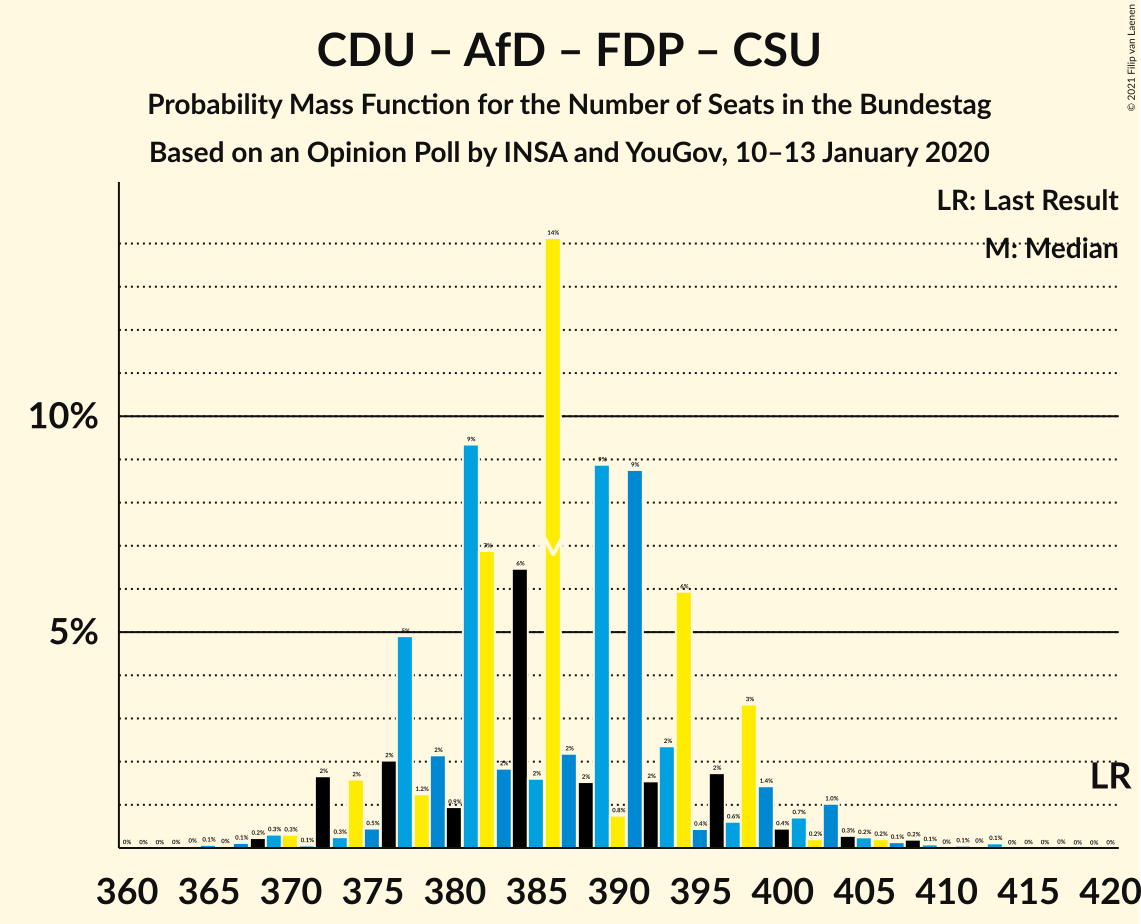 CDU – AfD – FDP – CSU
Probability Mass Function for the Number of Seats in the Bundestag
Based on an Opinion Poll by INSA and YouGov, 10–13 January 2020
© 2021 Filip van Laenen
LR: Last Result
M: Median
10%
5%
0% 0% 0% 0% 0% 0.1% 0% 0.1% 0.2% 0.3% 0.3% 0.1% 2% 0.3% 2% 0.5% 2% 5% 1.2% 2% 0.9% 9% 7% 2% 6% 2% 14% 2% 2% 9% 0.8% 9% 2% 2% 6% 0.4% 2% 0.6% 3% 1.4% 0.4% 0.7% 0.2% 1.0% 0.3% 0.2% 0.2% 0.1% 0.2% 0.1% 0% 0.1% 0% 0.1% 0% 0% 0% 0% 0% 0% 0%
M
LR
360 365 370 375 380 385 390 395 400 405 410 415 420